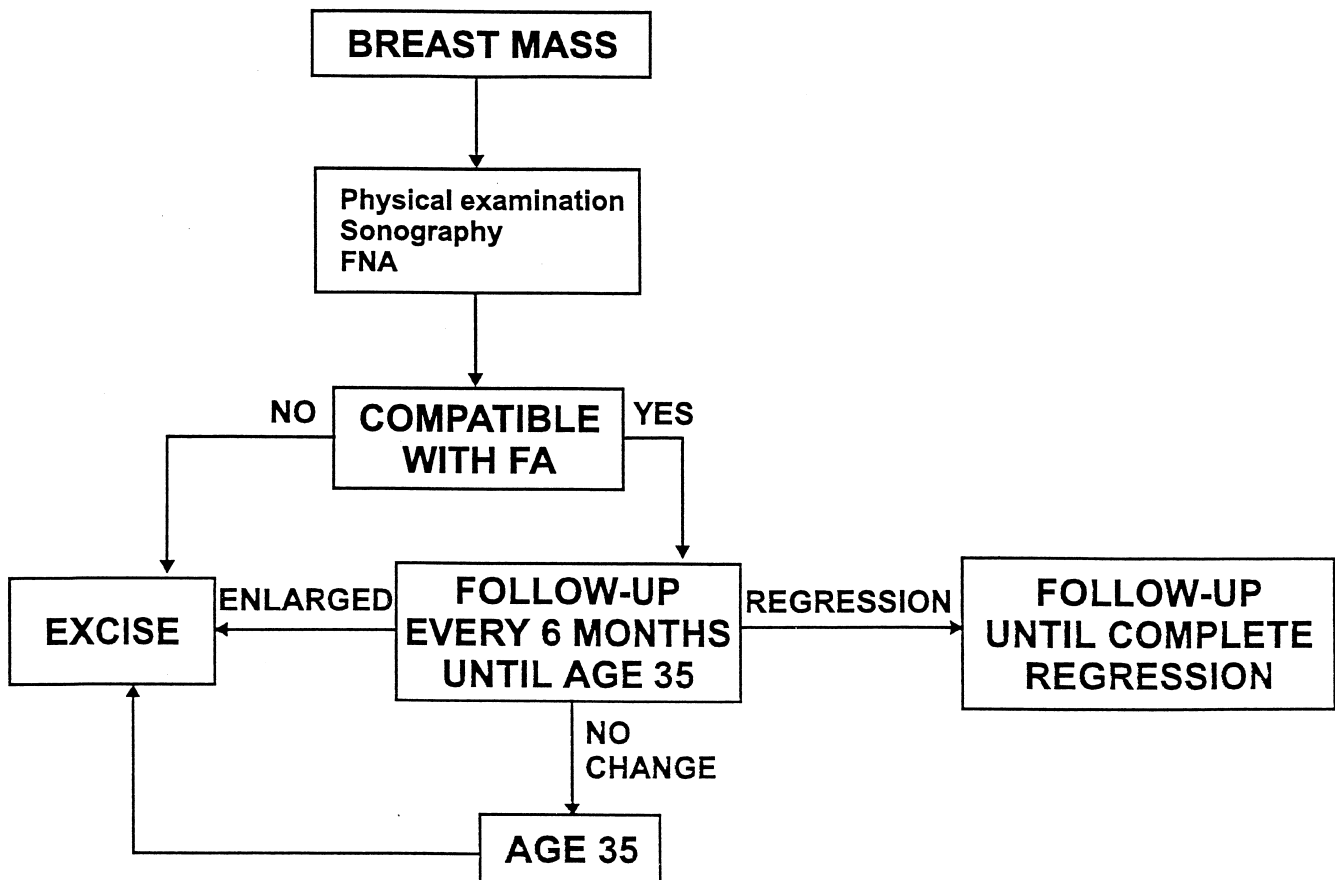 BREAST MASS
Physical examination
Sonography
FNA
NO
COMPATIBLE
WITH FA
YES
EXCISE
ENLARGED
FOLLOW-UP
EVERY 6 MONTHS
UNTIL AGE 35
REGRESSION
FOLLOW-UP
UNTIL COMPLETE
REGRESSION
NO
CHANGE
AGE 35